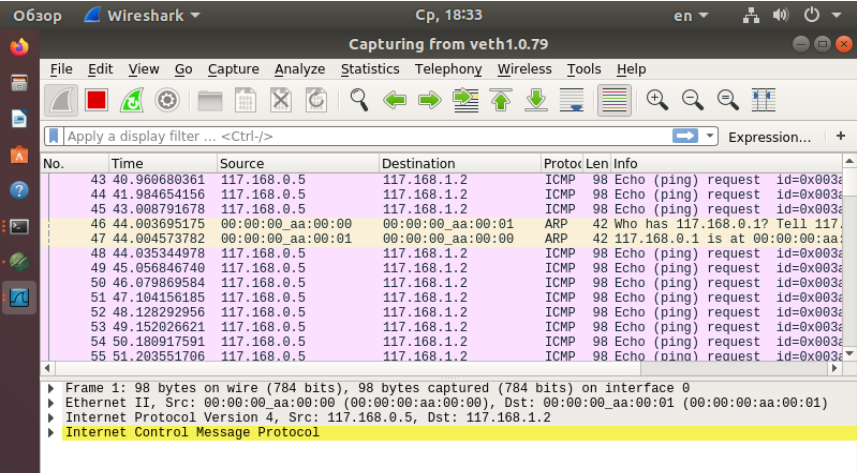 Обзор Wireshark Ср, 18:33 en
Capturing from veth1.0.79
File Edit View Go Capture Analyze Statistics Telephony Wireless Tools Help
Apply a display filter ... <Ctrl-/> Expression... +
No. Time Source Destination Protoc Len Info
43 40.960680361 117.168.0.5 117.168.1.2 ICMP 98 Echo (ping) request id=0x003a
44 41.984654156 117.168.0.5 117.168.1.2 ICMP 98 Echo (ping) request id=0x003a
45 43.008791678 117.168.0.5 117.168.1.2 ICMP 98 Echo (ping) request id=0x003a
46 44.003695175 00:00:00_aa:00:00 00:00:00_aa:00:01 ARP 42 Who has 117.168.0.1? Tell 117.
47 44.004573782 00:00:00_aa:00:01 00:00:00_aa:00:00 ARP 42 117.168.0.1 is at 00:00:00:aa:
48 44.035344978 117.168.0.5 117.168.1.2 ICMP 98 Echo (ping) request id=0x003a
49 45.056846740 117.168.0.5 117.168.1.2 ICMP 98 Echo (ping) request id=0x003a
50 46.079869584 117.168.0.5 117.168.1.2 ICMP 98 Echo (ping) request id=0x003a
51 47.104156185 117.168.0.5 117.168.1.2 ICMP 98 Echo (ping) request id=0x003a
52 48.128292956 117.168.0.5 117.168.1.2 ICMP 98 Echo (ping) request id=0x003a
53 49.152026621 117.168.0.5 117.168.1.2 ICMP 98 Echo (ping) request id=0x003a
54 50.180917591 117.168.0.5 117.168.1.2 ICMP 98 Echo (ping) request id=0x003a
55 51.203551706 117.168.0.5 117.168.1.2 ICMP 98 Echo (ping) request id=0x003a
Frame 1: 98 bytes on wire (784 bits), 98 bytes captured (784 bits) on interface 0
Ethernet II, Src: 00:00:00_aa:00:00 (00:00:00:aa:00:00), Dst: 00:00:00_aa:00:01 (00:00:00:aa:00:01)
Internet Protocol Version 4, Src: 117.168.0.5, Dst: 117.168.1.2
Internet Control Message Protocol